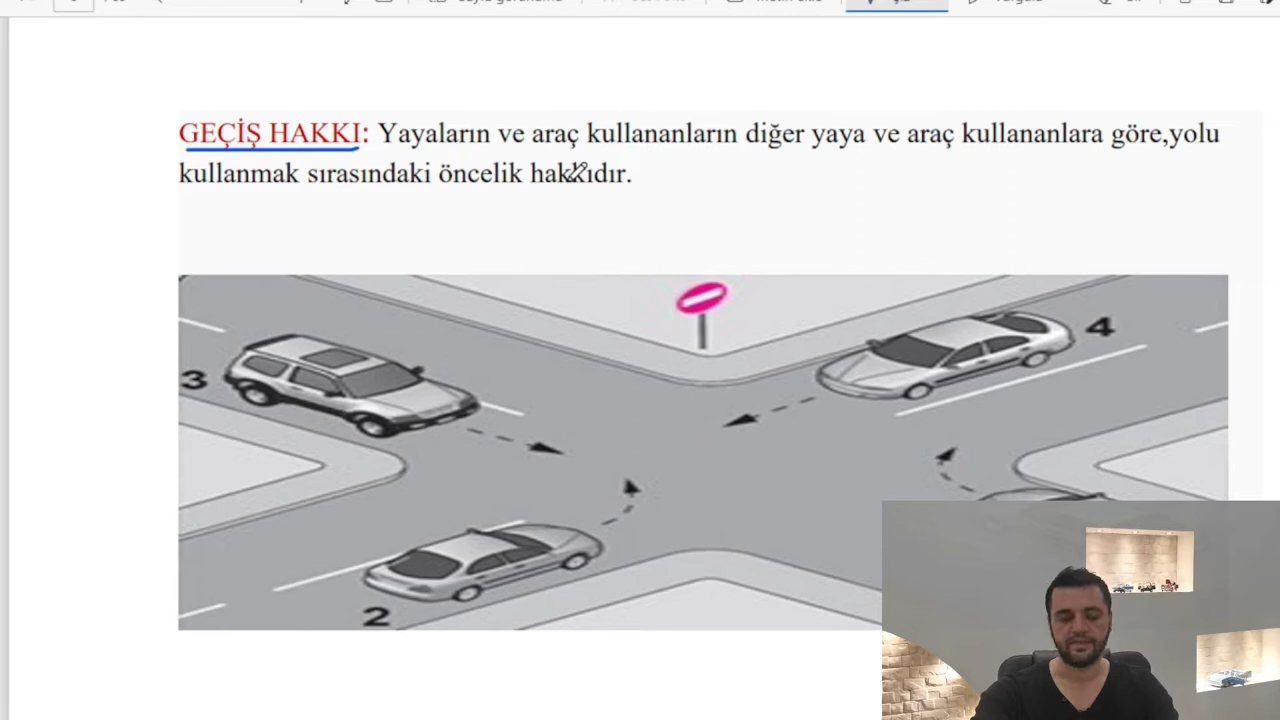 GEÇİŞ HAKKI: Yayaların ve araç kullananların diğer yaya ve araç kullananlara göre,yolu
kullanmak sırasındaki öncelik hakkıdır.
3
4
2